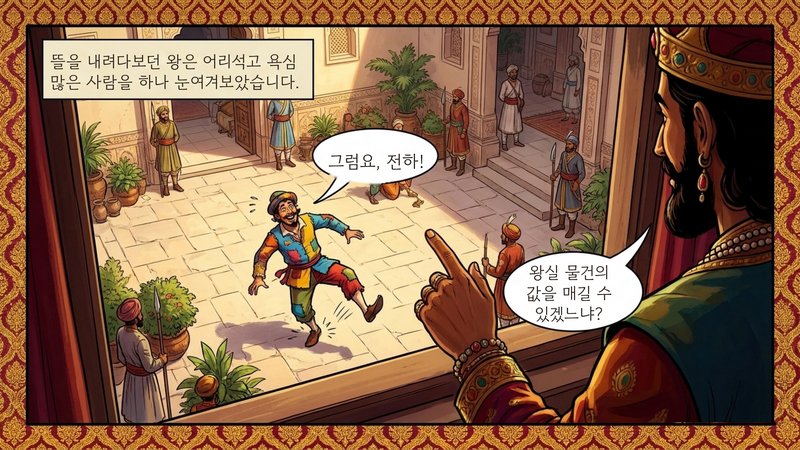 뜰을 내려다보던 왕은 어리석고 욕심
많은 사람을 하나 눈여겨보았습니다.
그럼요, 전하!
왕실 물건의
값을 매길 수
있겠느냐?